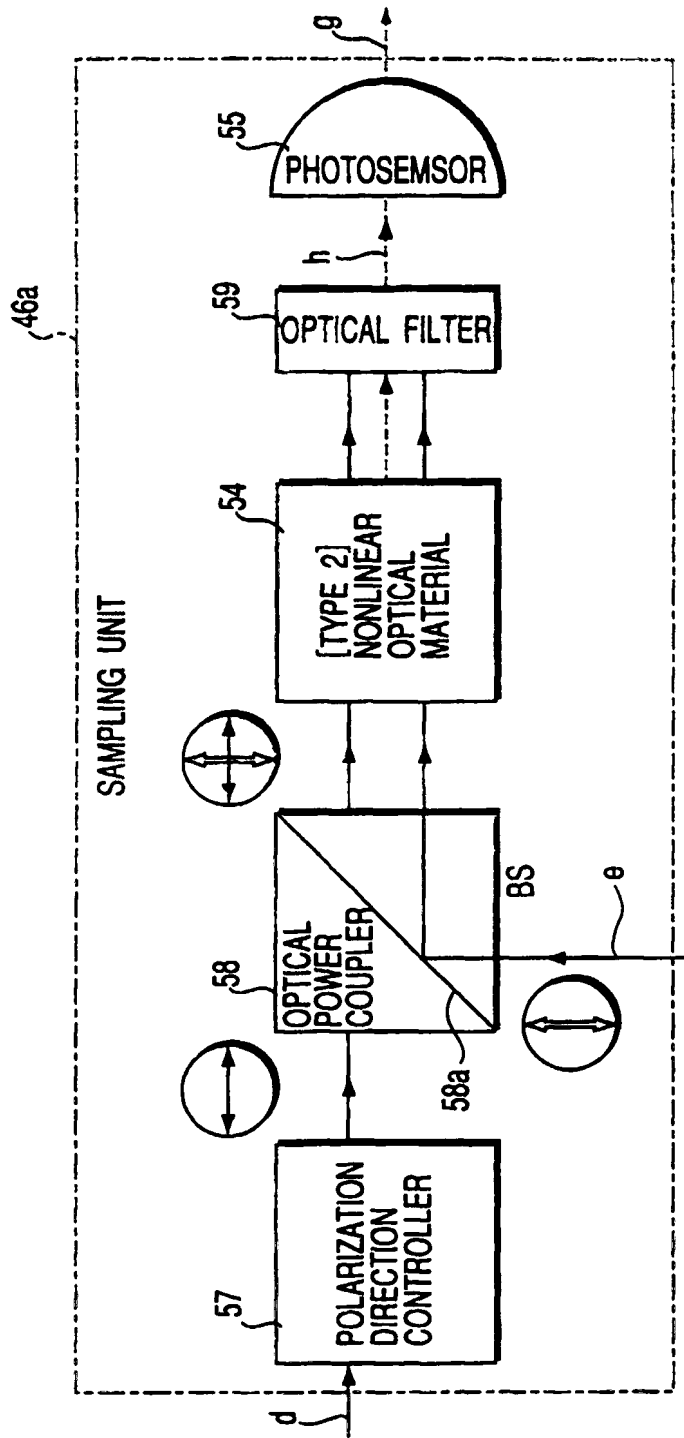 SAMPLING UNIT
46a
d
57
POLARIZATION
DIRECTION
CONTROLLER
58
OPTICAL
POWER
COUPLER
58a
BS
e
54
[TYPE 2]
NONLINEAR
OPTICAL
MATERIAL
59
OPTICAL FILTER
h
55
PHOTOSEMSOR
g